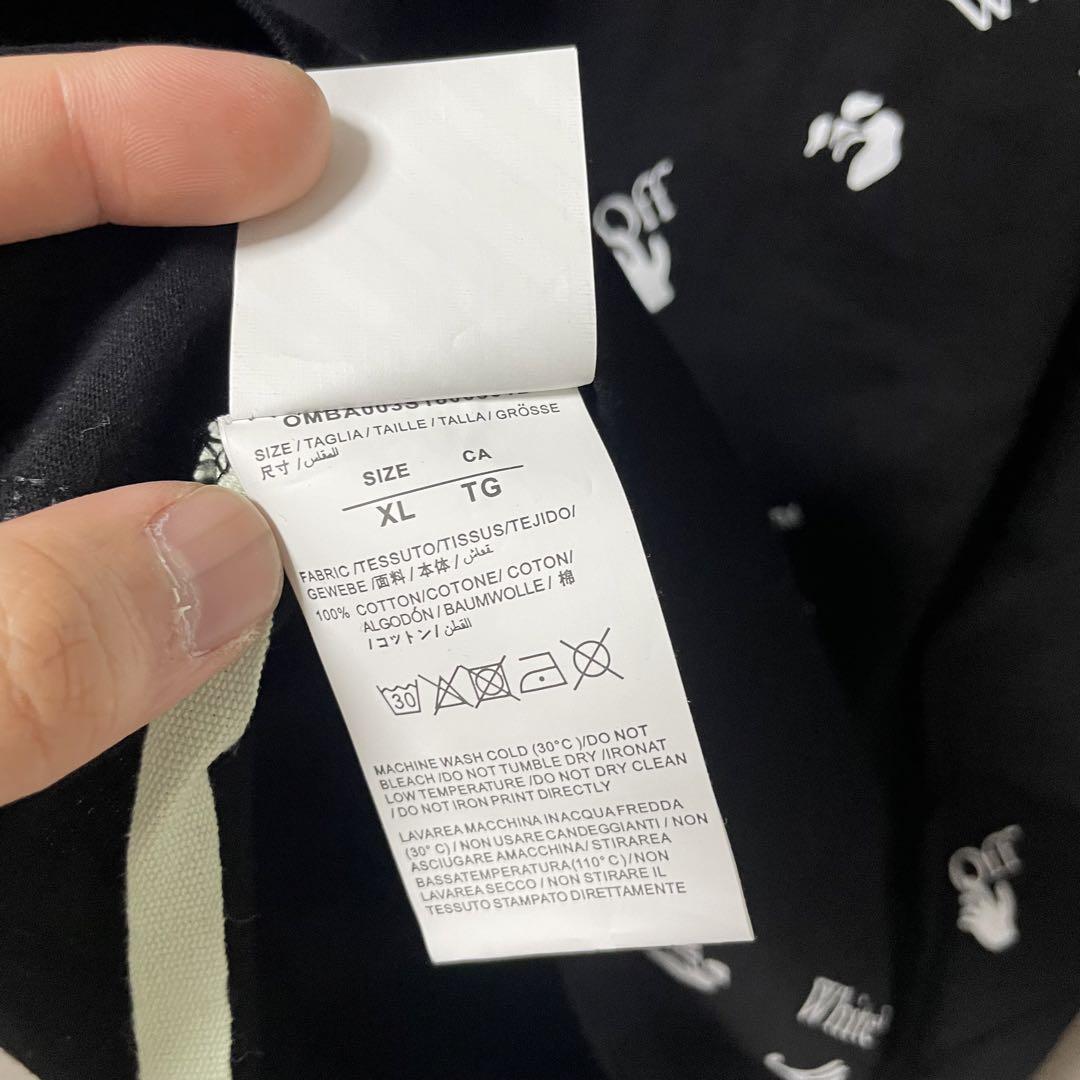 Off
SIZE / TAGLIA / TAILLE / TALLA / GRÖSSE
尺寸 / المقاس
SIZE CA
XL TG
FABRIC /TESSUTO/TISSUS/TEJIDO/
GEWEBE /面料 / 本体 / قماش
100% COTTON/COTONE/ COTON/
ALGODÓN / BAUMWOLLE / 棉
/コットン/ القطن
30
MACHINE WASH COLD (30°C )/DO NOT
BLEACH /DO NOT TUMBLE DRY /IRONAT
LOW TEMPERATURE /DO NOT DRY CLEAN
/ DO NOT IRON PRINT DIRECTLY
LAVAREA MACCHINA INACQUA FREDDA
(30° C) / NON USARE CANDEGGIANTI / NON
ASCIUGARE AMACCHINA/ STIRAREA
BASSATEMPERATURA(110°C) /NON
LAVAREA SECCO / NON STIRARE IL
TESSUTO STAMPATO DIRETTAMENTE
Off
White